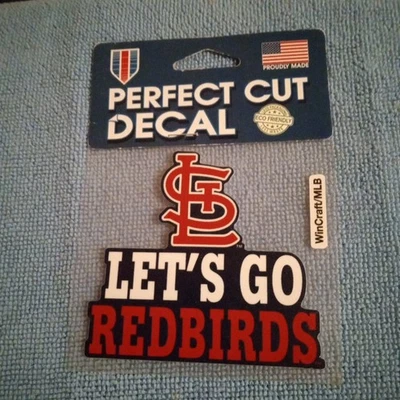 PROUDLY MADE
PERFECT CUT
DECAL
ECO FRIENDLY
STL
LET'S GO
REDBIRDS
WinCraft/MLB